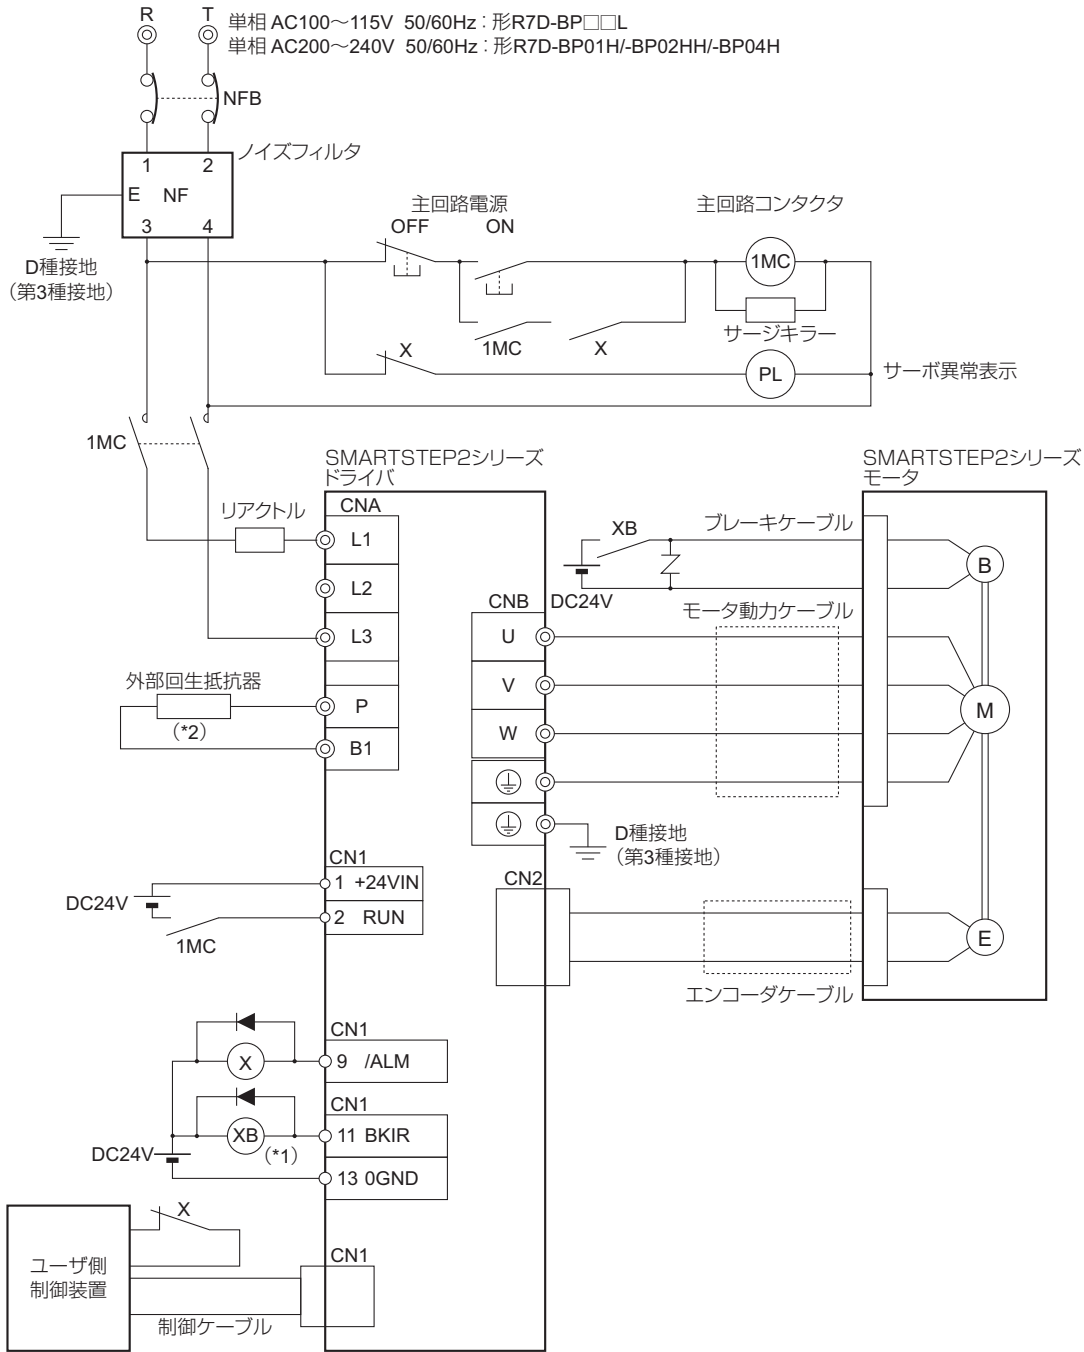 R T 単相 AC100～115V 50/60Hz：形R7D-BP□□L
単相 AC200～240V 50/60Hz：形R7D-BP01H/-BP02HH/-BP04H
NFB
ノイズフィルタ
1 2
E NF
3 4
D種接地
（第3種接地）
主回路電源
OFF ON
主回路コンタクタ
1MC
サージキラー
1MC X
X
PL
サーボ異常表示
1MC
SMARTSTEP2シリーズ
ドライバ
SMARTSTEP2シリーズ
モータ
リアクトル
CNA
L1
L2
L3
外部回生抵抗器
（*2）
P
B1
XB
DC24V
ブレーキケーブル
B
CNB
モータ動力ケーブル
U
V
W
M
D種接地
（第3種接地）
CN1
1 +24VIN
DC24V
2 RUN
1MC
CN2
E
エンコーダケーブル
CN1
X
9 /ALM
CN1
XB
（*1）
11 BKIR
DC24V
13 0GND
X
ユーザ側
制御装置
CN1
制御ケーブル